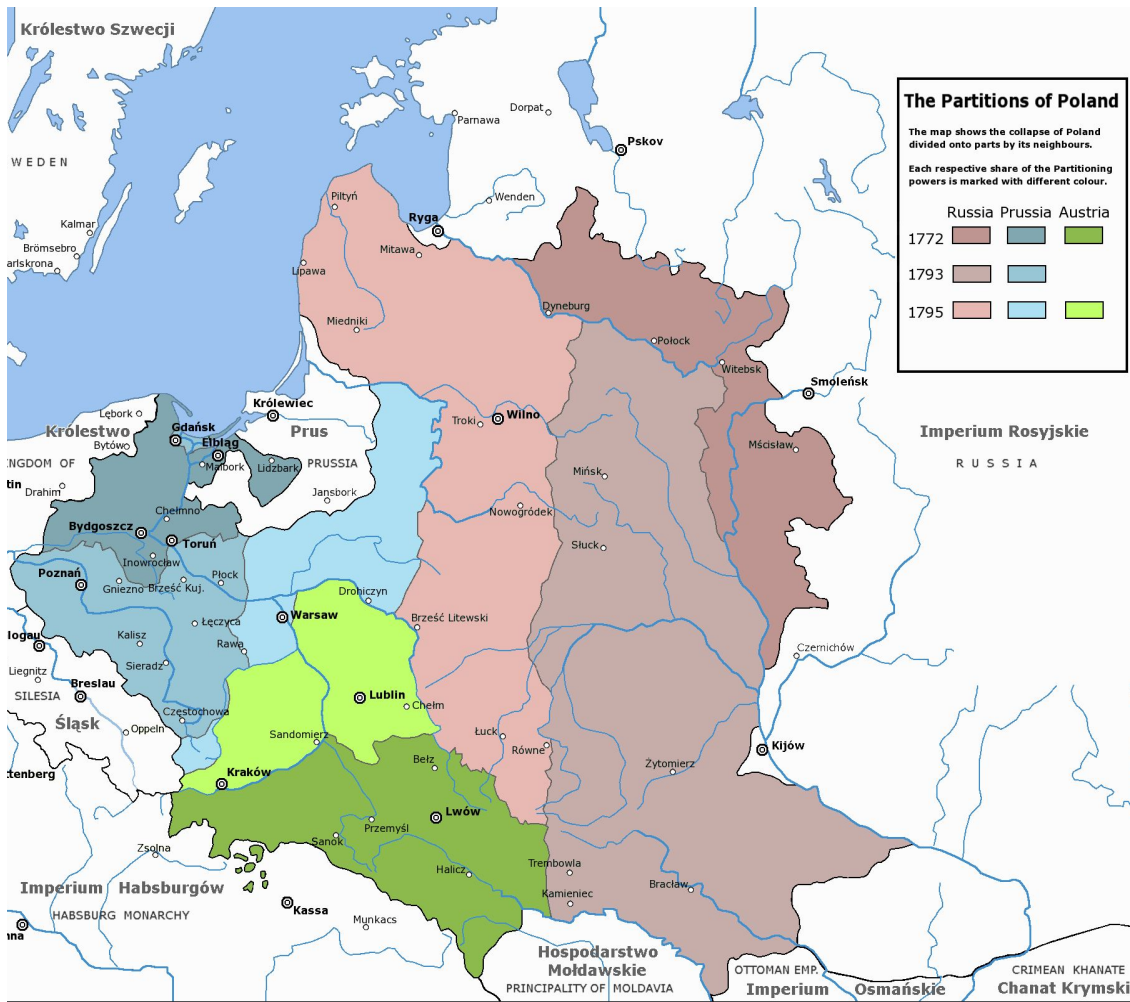 Królestwo Szwecji
WEDEN
Kalmar
Brömsebro
arlskrona
Dorpat
Parnawa
Pskov
Wenden
Piltyń
Ryga
Mitawa
Lipawa
Miedniki
Dyneburg
Połock
Witebsk
Smoleńsk
The Partitions of Poland
The map shows the collapse of Poland
divided onto parts by its neighbours.
Each respective share of the Partitioning
powers is marked with different colour.
Russia Prussia Austria
1772
1793
1795
Imperium Rosyjskie
RUSSIA
Królewiec
Królestwo Prus
NGDOM OF PRUSSIA
Lębork
Bytów
Gdańsk
Elbląg
Malbork
Lidzbark
Jansbork
tin
Drahim
Troki
Wilno
Mścisław
Mińsk
Nowogródek
Słuck
Chełmno
Bydgoszcz
Toruń
Inowrocław
Poznań
Gniezno
Brześć Kuj.
Płock
Drohiczyn
Warsaw
Brześć Litewski
Łęczyca
Kalisz
Rawa
Sieradz
logau
Liegnitz
SILESIA
Breslau
Śląsk
Oppeln
Częstochowa
Lublin
Chełm
Sandomierz
Łuck
Równe
Czernichów
Kijów
Żytomierz
ttenberg
Kraków
Bełz
Lwów
Przemyśl
Sanok
Zsolna
Halicz
Trembowla
Kamieniec
Bracław
Imperium Habsburgów
HABSBURG MONARCHY
nna
Kassa
Munkacs
Hospodarstwo
Mołdawskie
PRINCIPALITY OF MOLDAVIA
OTTOMAN EMP.
Imperium Osmańskie
CRIMEAN KHANATE
Chanat Krymski